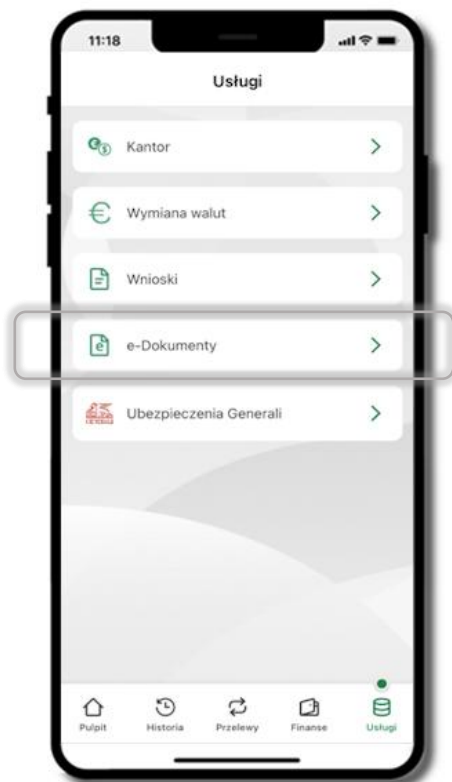 11:18
Usługi
Kantor
Wymiana walut
Wnioski
e-Dokumenty
Ubezpieczenia Generali
Pulpit Historia Przelewy Finanse Usługi